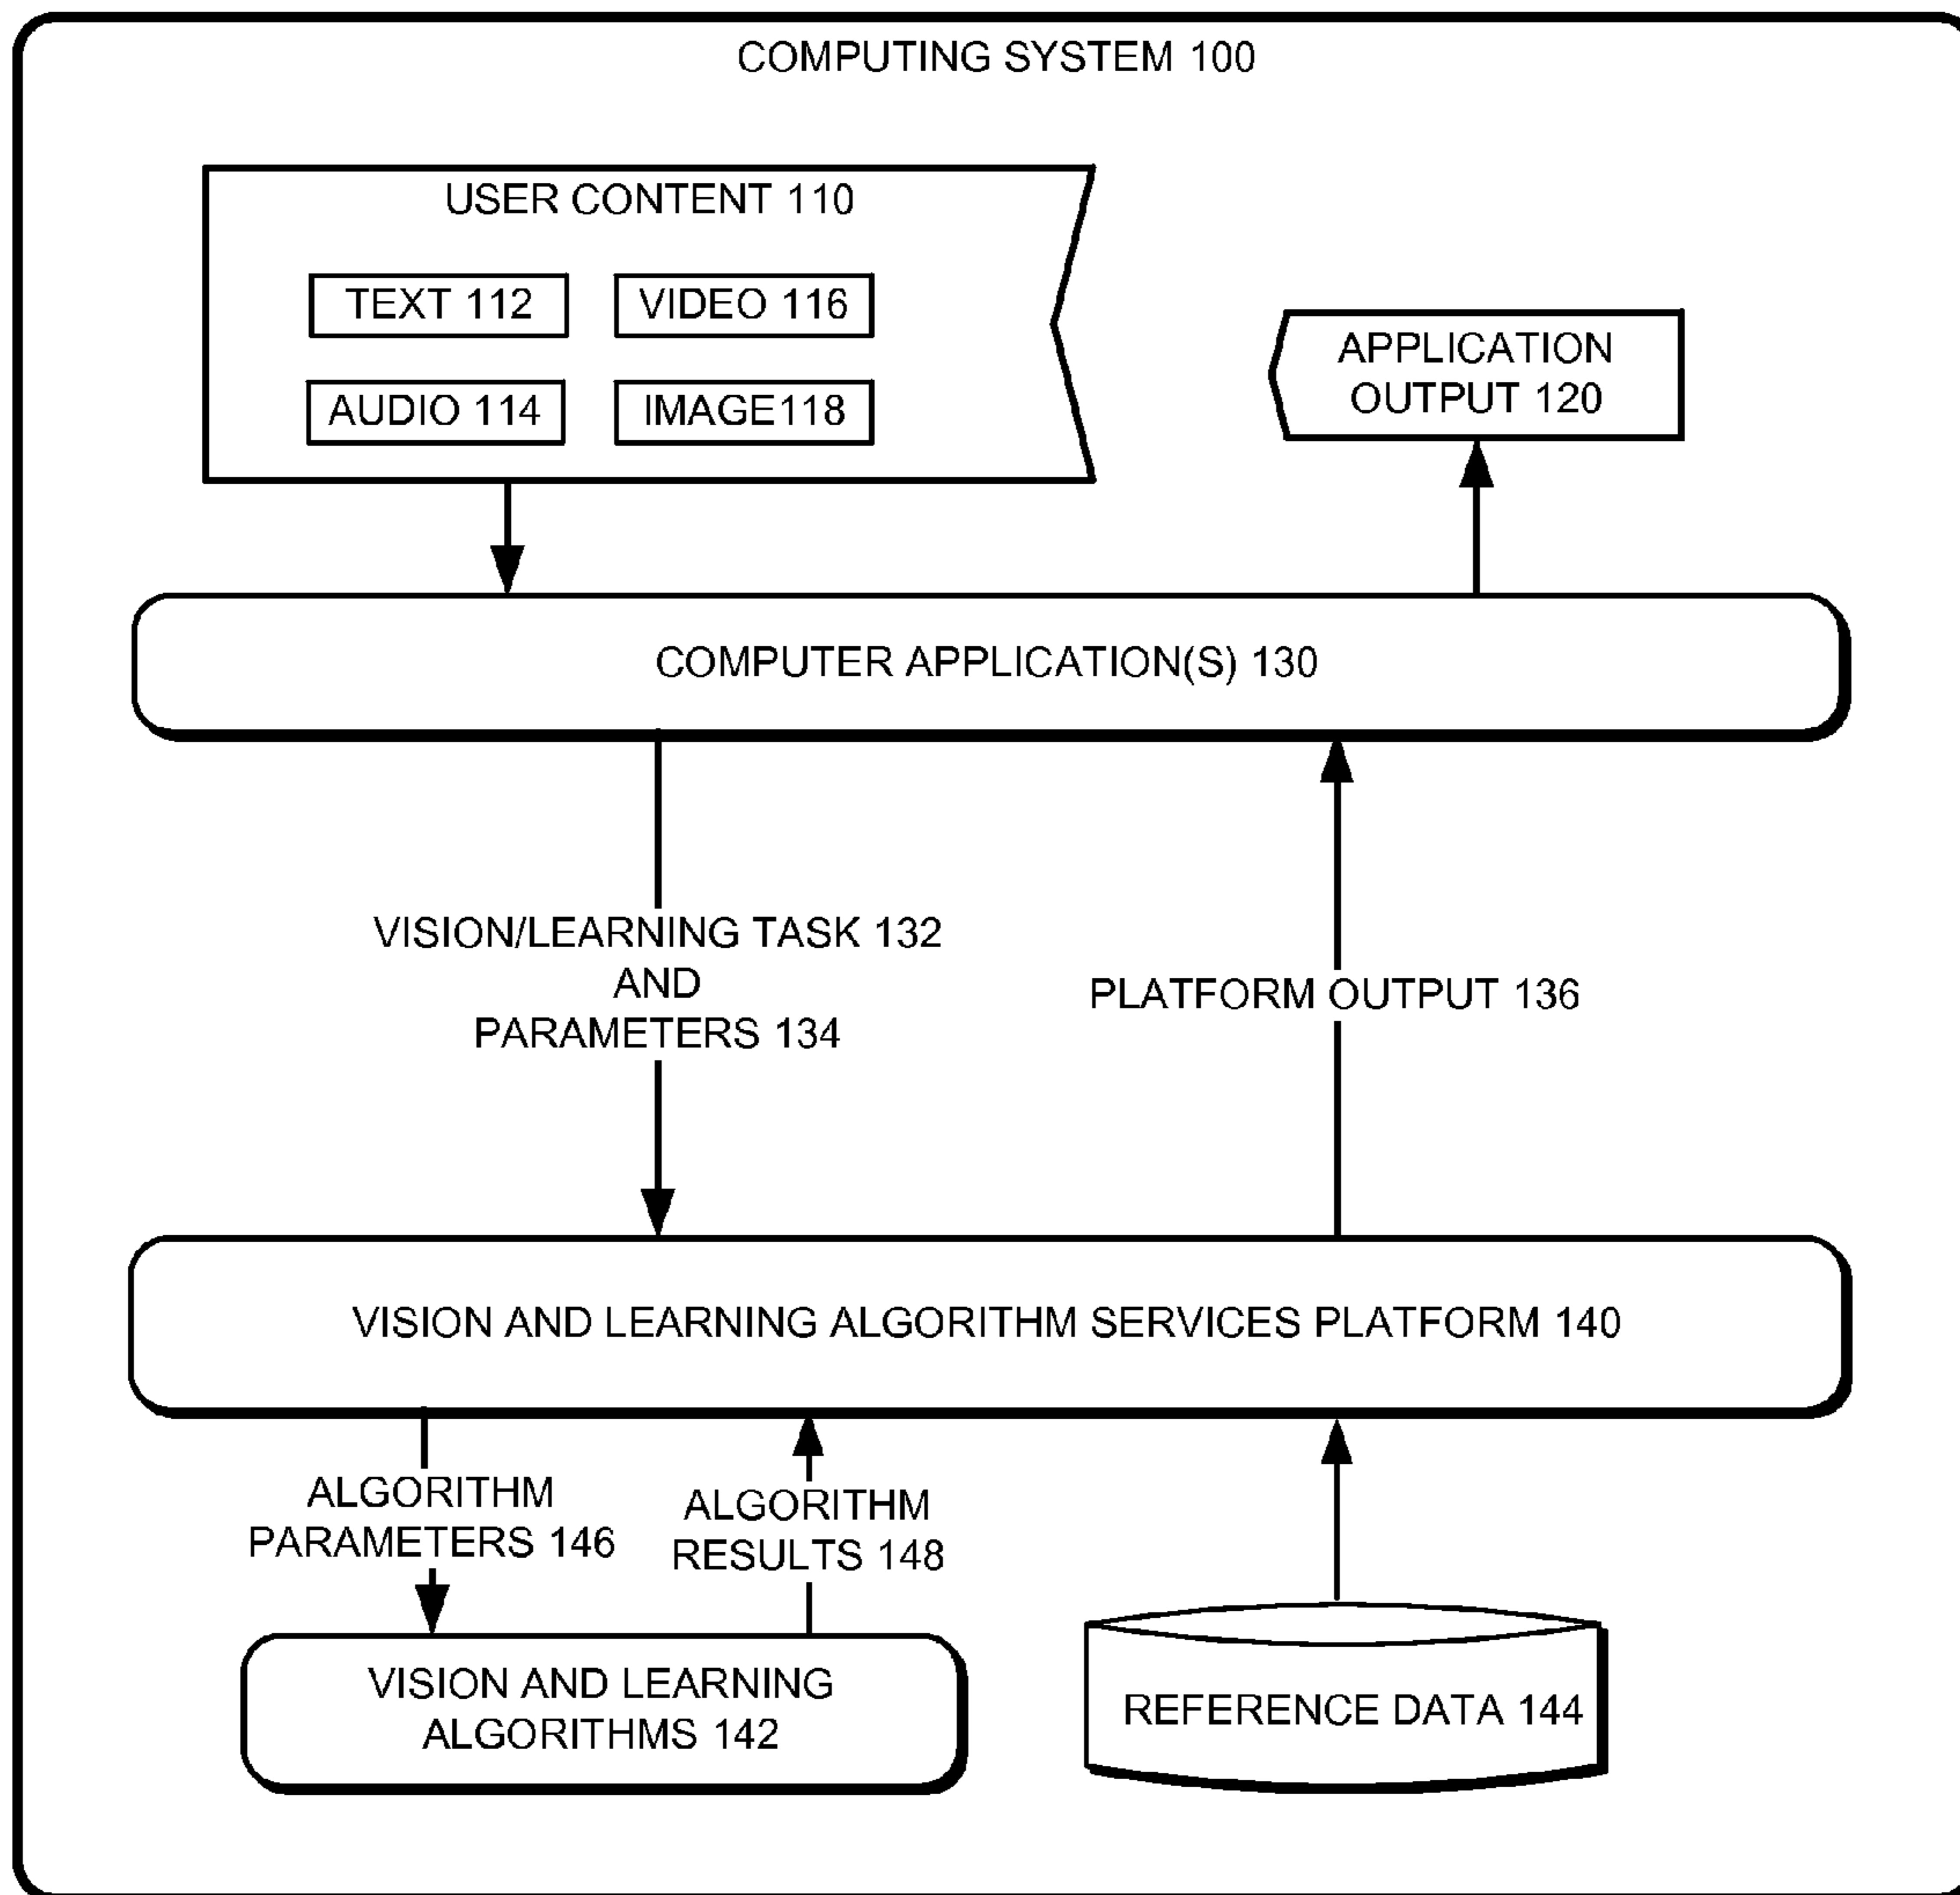 COMPUTING SYSTEM 100
USER CONTENT 110
TEXT 112
VIDEO 116
AUDIO 114
IMAGE118
APPLICATION
OUTPUT 120
COMPUTER APPLICATION(S) 130
VISION/LEARNING TASK 132
AND
PARAMETERS 134
PLATFORM OUTPUT 136
VISION AND LEARNING ALGORITHM SERVICES PLATFORM 140
ALGORITHM
PARAMETERS 146
ALGORITHM
RESULTS 148
VISION AND LEARNING
ALGORITHMS 142
REFERENCE DATA 144